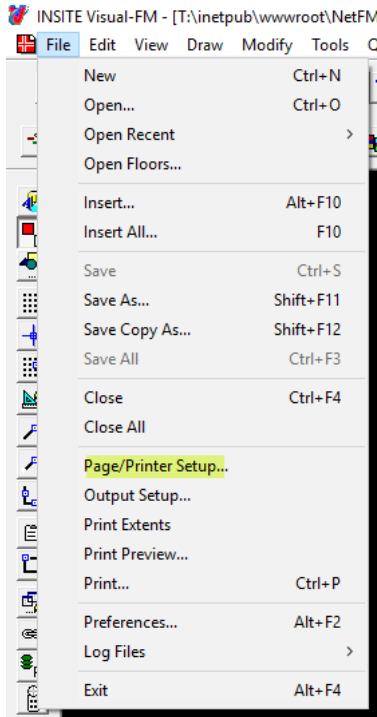 INSITE Visual-FM - [T:\inetpub\wwwroot\NetFM
File Edit View Draw Modify Tools
New Ctrl+N
Open... Ctrl+O
Open Recent >
Open Floors...
Insert... Alt+F10
Insert All... F10
Save Ctrl+S
Save As... Shift+F11
Save Copy As... Shift+F12
Save All Ctrl+F3
Close Ctrl+F4
Close All
Page/Printer Setup...
Output Setup...
Print Extents
Print Preview...
Print... Ctrl+P
Preferences... Alt+F2
Log Files >
Exit Alt+F4